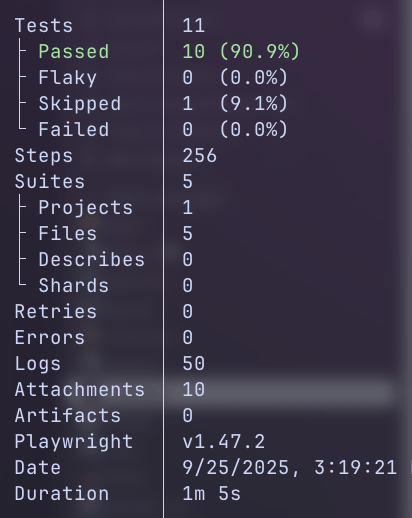 Tests 11
Passed 10 (90.9%)
Flaky 0 (0.0%)
Skipped 1 (9.1%)
Failed 0 (0.0%)
Steps 256
Suites 5
Projects 1
Files 5
Describes 0
Shards 0
Retries 0
Errors 0
Logs 50
Attachments 10
Artifacts 0
Playwright v1.47.2
Date 9/25/2025, 3:19:21
Duration 1m 5s